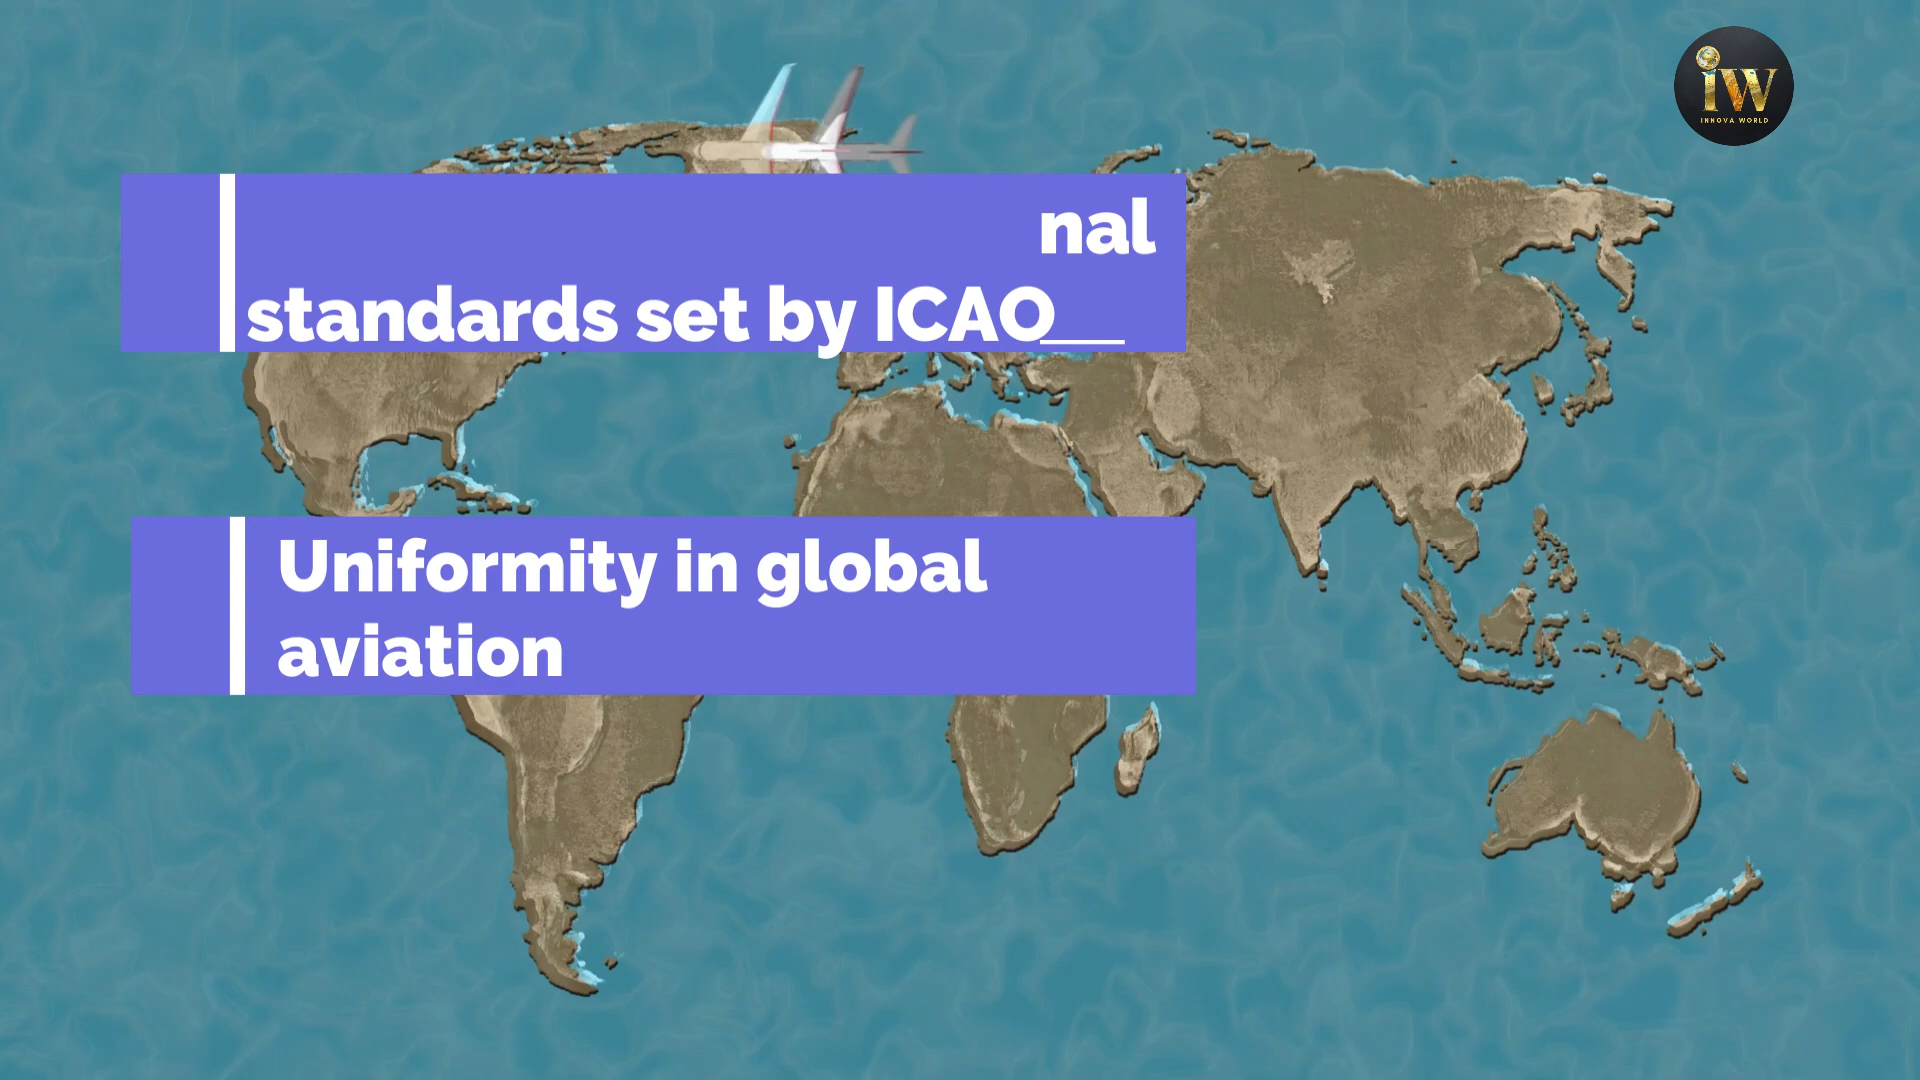 iW
INNOVA WORLD
nal
standards set by ICAO__
Uniformity in global
aviation